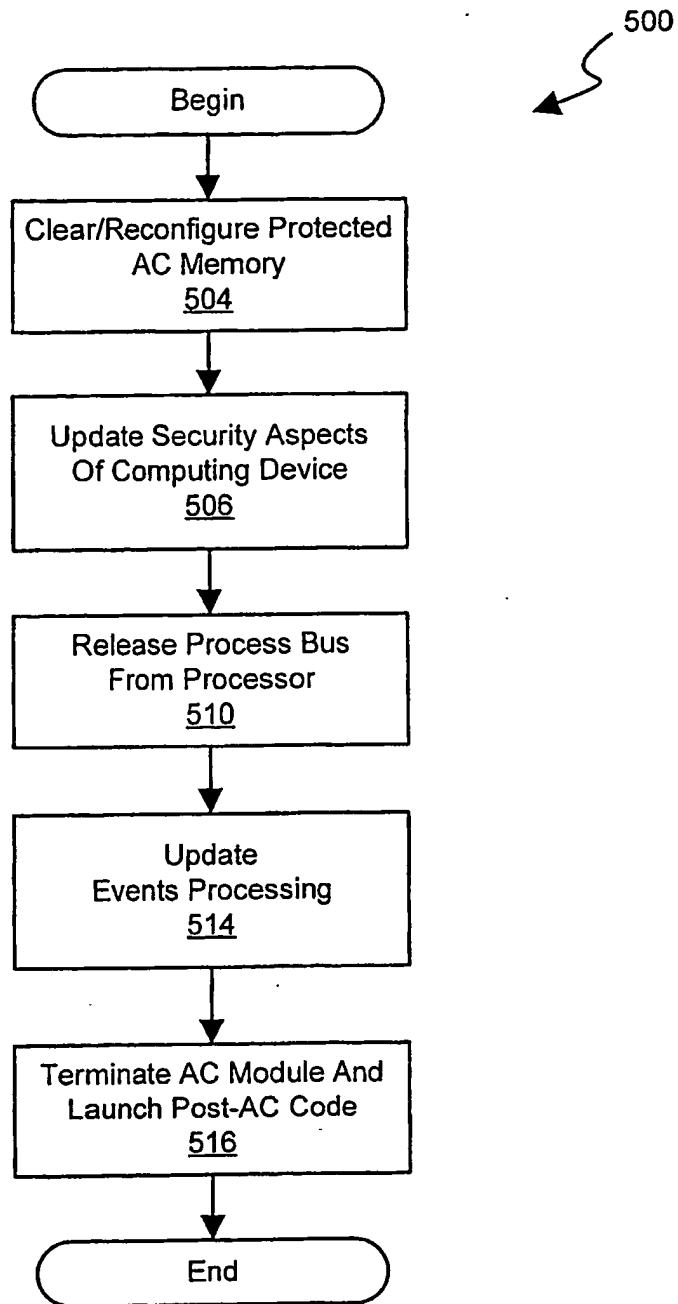 500
Begin
Clear/Reconfigure Protected
AC Memory
504
Update Security Aspects
Of Computing Device
506
Release Process Bus
From Processor
510
Update
Events Processing
514
Terminate AC Module And
Launch Post-AC Code
516
End